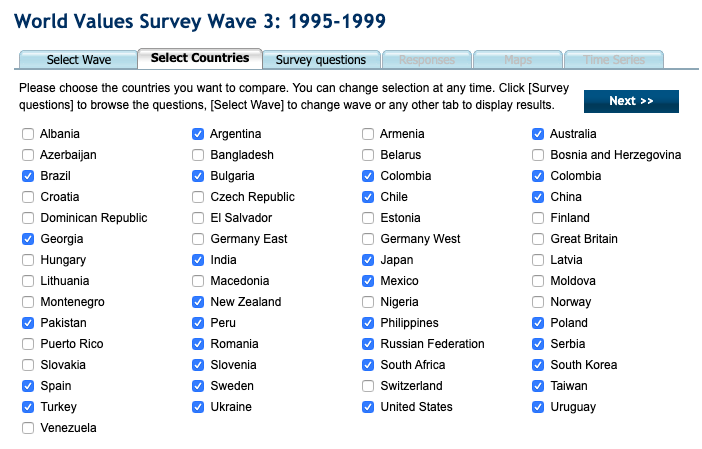 World Values Survey Wave 3: 1995-1999
Select Wave Select Countries Survey questions Responses Maps Time Series
Please choose the countries you want to compare. You can change selection at any time. Click [Survey
questions] to browse the questions, [Select Wave] to change wave or any other tab to display results.
Next >>
Albania Argentina Armenia Australia
Azerbaijan Bangladesh Belarus Bosnia and Herzegovina
Brazil Bulgaria Colombia Colombia
Croatia Czech Republic Chile China
Dominican Republic El Salvador Estonia Finland
Georgia Germany East Germany West Great Britain
Hungary India Japan Latvia
Lithuania Macedonia Mexico Moldova
Montenegro New Zealand Nigeria Norway
Pakistan Peru Philippines Poland
Puerto Rico Romania Russian Federation Serbia
Slovakia Slovenia South Africa South Korea
Spain Sweden Switzerland Taiwan
Turkey Ukraine United States Uruguay
Venezuela